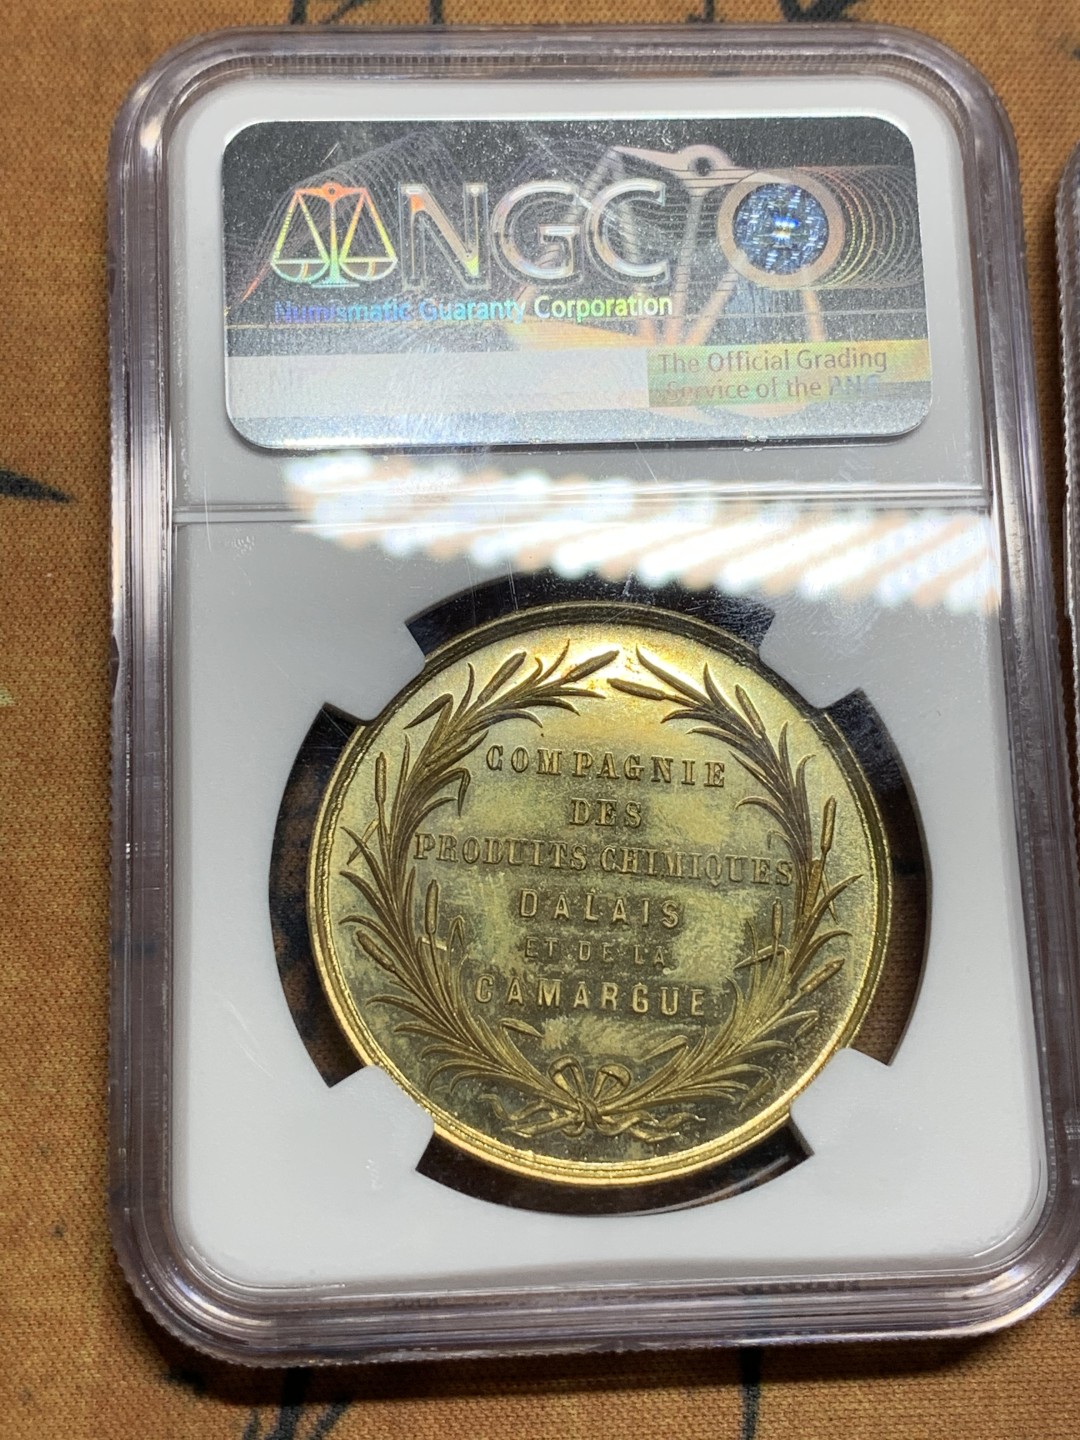 NGC
Numismatic Guaranty Corporation
The Official Grading
Service of the PNG
COMPAGNIE
DES
PRODUITS CHIMIQUES
D'ALAIS
ET DE LA
CAMARGUE